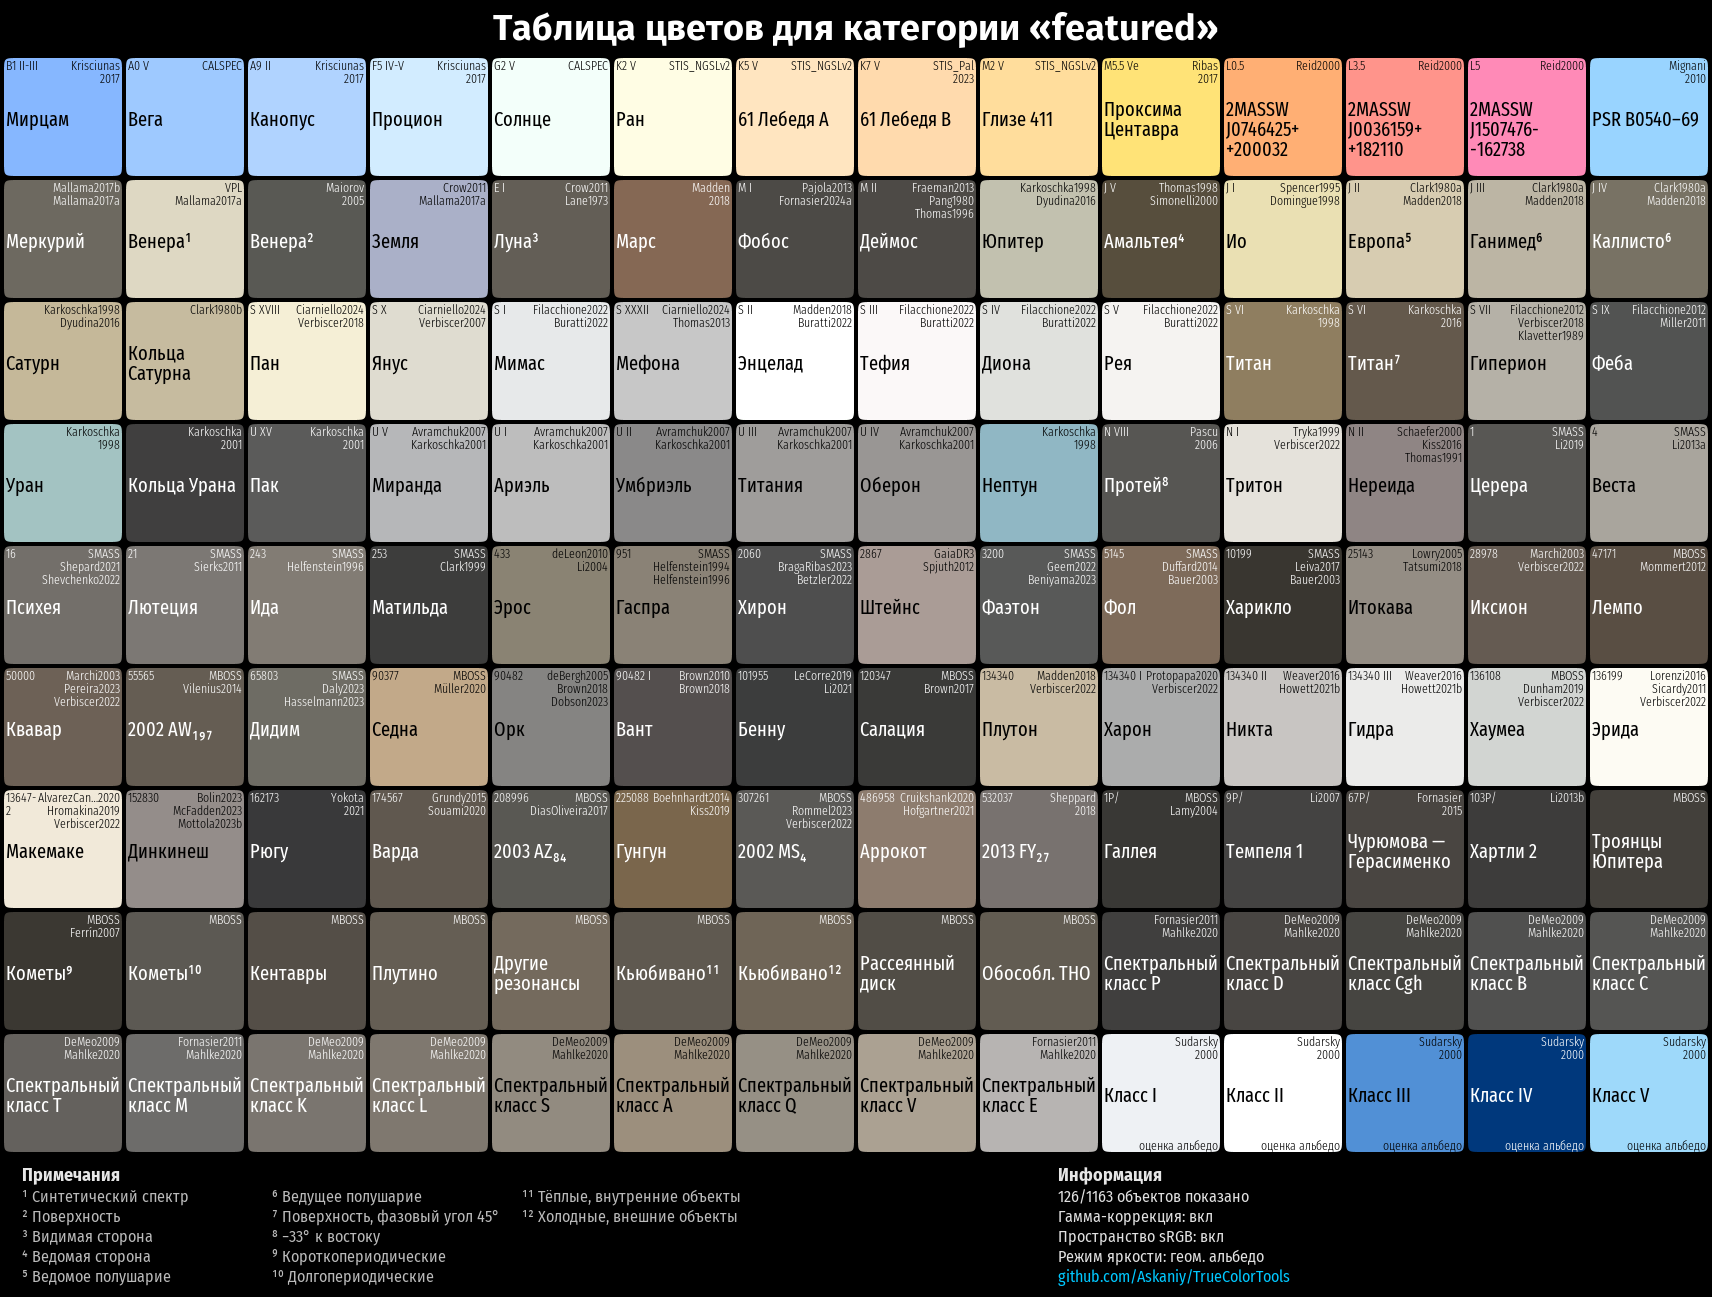 Таблица цветов для категории «featured»
B1 II-III Krisciunas
2017
Мирцам
A0 V CALSPEC
Вега
A9 II Krisciunas
2017
Канопус
F5 IV-V Krisciunas
2017
Процион
G2 V CALSPEC
Солнце
K2 V STIS_NGSLv2
Ран
K5 V STIS_NGSLv2
61 Лебедя A
K7 V STIS_Pal
2023
61 Лебедя B
M2 V STIS_NGSLv2
Глизе 411
M5.5 Ve Ribas
2017
Проксима
Центавра
L0.5 Reid2000
2MASSW
J0746425+
+200032
L3.5 Reid2000
2MASSW
J0036159+
+182110
L5 Reid2000
2MASSW
J1507476-
-162738
Mignani
2010
PSR B0540–69
Mallama2017b
Mallama2017a
Меркурий
VPL
Mallama2017a
Венера¹
Maiorov
2005
Венера²
Crow2011
Mallama2017a
Земля
E I Crow2011
Lane1973
Луна³
Madden
2018
Марс
M I Pajola2013
Fornasier2024a
Фобос
M II Fraeman2013
Pang1980
Thomas1996
Деймос
Karkoschka1998
Dyudina2016
Юпитер
J V Thomas1998
Simonelli2000
Амальтея⁴
J I Spencer1995
Domingue1998
Ио
J II Clark1980a
Madden2018
Европа⁵
J III Clark1980a
Madden2018
Ганимед⁶
J IV Clark1980a
Madden2018
Каллисто⁶
Karkoschka1998
Dyudina2016
Сатурн
Clark1980b
Кольца
Сатурна
S XVIII Ciarniello2024
Verbiscer2018
Пан
S X Ciarniello2024
Verbiscer2007
Янус
S I Filacchione2022
Buratti2022
Мимас
S XXXII Ciarniello2024
Thomas2013
Мефона
S II Madden2018
Buratti2022
Энцелад
S III Filacchione2022
Buratti2022
Тефия
S IV Filacchione2022
Buratti2022
Диона
S V Filacchione2022
Buratti2022
Рея
S VI Karkoschka
1998
Титан
S VI Karkoschka
2016
Титан⁷
S VII Filacchione2012
Verbiscer2018
Klavetter1989
Гиперион
S IX Filacchione2012
Miller2011
Феба
Karkoschka
1998
Уран
Karkoschka
2001
Кольца Урана
U XV Karkoschka
2001
Пак
U V Avramchuk2007
Karkoschka2001
Миранда
U I Avramchuk2007
Karkoschka2001
Ариэль
U II Avramchuk2007
Karkoschka2001
Умбриэль
U III Avramchuk2007
Karkoschka2001
Титания
U IV Avramchuk2007
Karkoschka2001
Оберон
Karkoschka
1998
Нептун
N VIII Pascu
2006
Протей⁸
N I Tryka1999
Verbiscer2022
Тритон
N II Schaefer2000
Kiss2016
Thomas1991
Нереида
1 SMASS
Li2019
Церера
4 SMASS
Li2013a
Веста
16 SMASS
Shepard2021
Shevchenko2022
Психея
21 SMASS
Sierks2011
Лютеция
243 SMASS
Helfenstein1996
Ида
253 SMASS
Clark1999
Матильда
433 deLeon2010
Li2004
Эрос
951 SMASS
Helfenstein1994
Helfenstein1996
Гаспра
2060 SMASS
BragaRibas2023
Betzler2022
Хирон
2867 GaiaDR3
Spjuth2012
Штейнс
3200 SMASS
Geem2022
Beniyama2023
Фаэтон
5145 SMASS
Duffard2014
Bauer2003
Фол
10199 SMASS
Leiva2017
Bauer2003
Харикло
25143 Lowry2005
Tatsumi2018
Итокава
28978 Marchi2003
Verbiscer2022
Иксион
47171 MBOSS
Mommert2012
Лемпо
50000 Marchi2003
Pereira2023
Verbiscer2022
Квавар
55565 MBOSS
Vilenius2014
2002 AW₁₉₇
65803 SMASS
Daly2023
Hasselmann2023
Дидим
90377 MBOSS
Müller2020
Седна
90482 deBergh2005
Brown2018
Dobson2023
Орк
90482 I Brown2010
Brown2018
Вант
101955 LeCorre2019
Li2021
Бенну
120347 MBOSS
Brown2017
Салация
134340 Madden2018
Verbiscer2022
Плутон
134340 I Protopapa2020
Verbiscer2022
Харон
134340 II Weaver2016
Howett2021b
Никта
134340 III Weaver2016
Howett2021b
Гидра
136108 MBOSS
Dunham2019
Verbiscer2022
Хаумеа
136199 Lorenzi2016
Sicardy2011
Verbiscer2022
Эрида
13647- AlvarezCan...2020
2 Hromakina2019
Verbiscer2022
Макемаке
152830 Bolin2023
McFadden2023
Mottola2023b
Динкинеш
162173 Yokota
2021
Рюгу
174567 Grundy2015
Souami2020
Варда
208996 MBOSS
DiasOliveira2017
2003 AZ₈₄
225088 Boehnhardt2014
Kiss2019
Гунгун
307261 MBOSS
Rommel2023
Verbiscer2022
2002 MS₄
486958 Cruikshank2020
Hofgartner2021
Аррокот
532037 Sheppard
2018
2013 FY₂₇
1P/ MBOSS
Lamy2004
Галлея
9P/ Li2007
Темпеля 1
67P/ Fornasier
2015
Чурюмова —
Герасименко
103P/ Li2013b
Хартли 2
MBOSS
Троянцы
Юпитера
MBOSS
Ferrin2007
Кометы⁹
MBOSS
Кометы¹⁰
MBOSS
Кентавры
MBOSS
Плутино
MBOSS
Другие
резонансы
MBOSS
Кьюбивано¹¹
MBOSS
Кьюбивано¹²
MBOSS
Рассеянный
диск
MBOSS
Обособл. ТНО
Fornasier2011
Mahlke2020
Спектральный
класс P
DeMeo2009
Mahlke2020
Спектральный
класс D
DeMeo2009
Mahlke2020
Спектральный
класс Cgh
DeMeo2009
Mahlke2020
Спектральный
класс B
DeMeo2009
Mahlke2020
Спектральный
класс C
DeMeo2009
Mahlke2020
Спектральный
класс T
Fornasier2011
Mahlke2020
Спектральный
класс M
DeMeo2009
Mahlke2020
Спектральный
класс K
DeMeo2009
Mahlke2020
Спектральный
класс L
DeMeo2009
Mahlke2020
Спектральный
класс S
DeMeo2009
Mahlke2020
Спектральный
класс A
DeMeo2009
Mahlke2020
Спектральный
класс Q
DeMeo2009
Mahlke2020
Спектральный
класс V
Fornasier2011
Mahlke2020
Спектральный
класс E
Sudarsky
2000
Класс I
оценка альбедо
Sudarsky
2000
Класс II
оценка альбедо
Sudarsky
2000
Класс III
оценка альбедо
Sudarsky
2000
Класс IV
оценка альбедо
Sudarsky
2000
Класс V
оценка альбедо
Примечания
¹ Синтетический спектр
² Поверхность
³ Видимая сторона
⁴ Ведомая сторона
⁵ Ведомое полушарие
⁶ Ведущее полушарие
⁷ Поверхность, фазовый угол 45°
⁸ −33° к востоку
⁹ Короткопериодические
¹⁰ Долгопериодические
¹¹ Тёплые, внутренние объекты
¹² Холодные, внешние объекты
Информация
126/1163 объектов показано
Гамма-коррекция: вкл
Пространство sRGB: вкл
Режим яркости: геом. альбедо
github.com/Askaniy/TrueColorTools